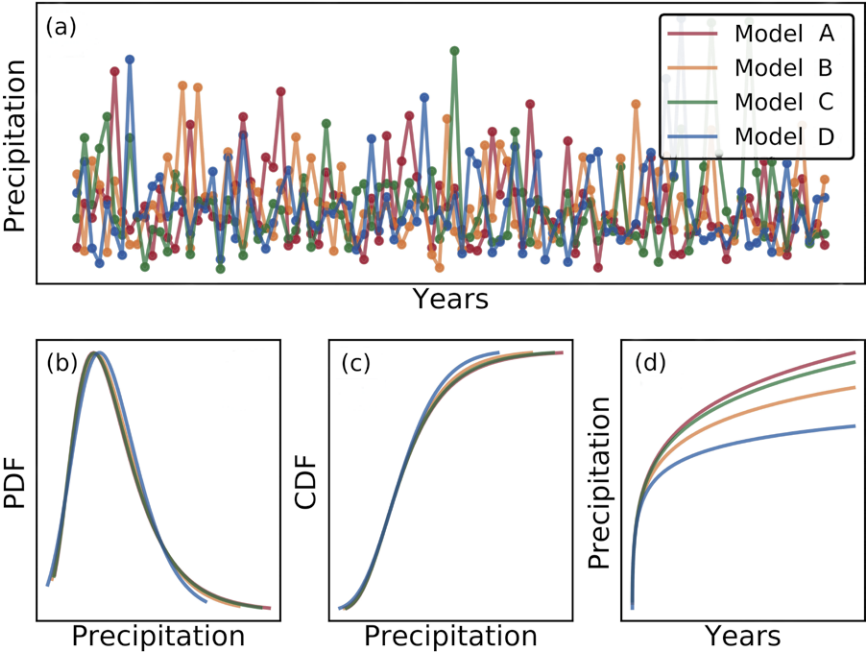 (a)
Model A
Model B
Model C
Model D
Precipitation
Years
(b)
PDF
Precipitation
(c)
CDF
Precipitation
(d)
Precipitation
Years